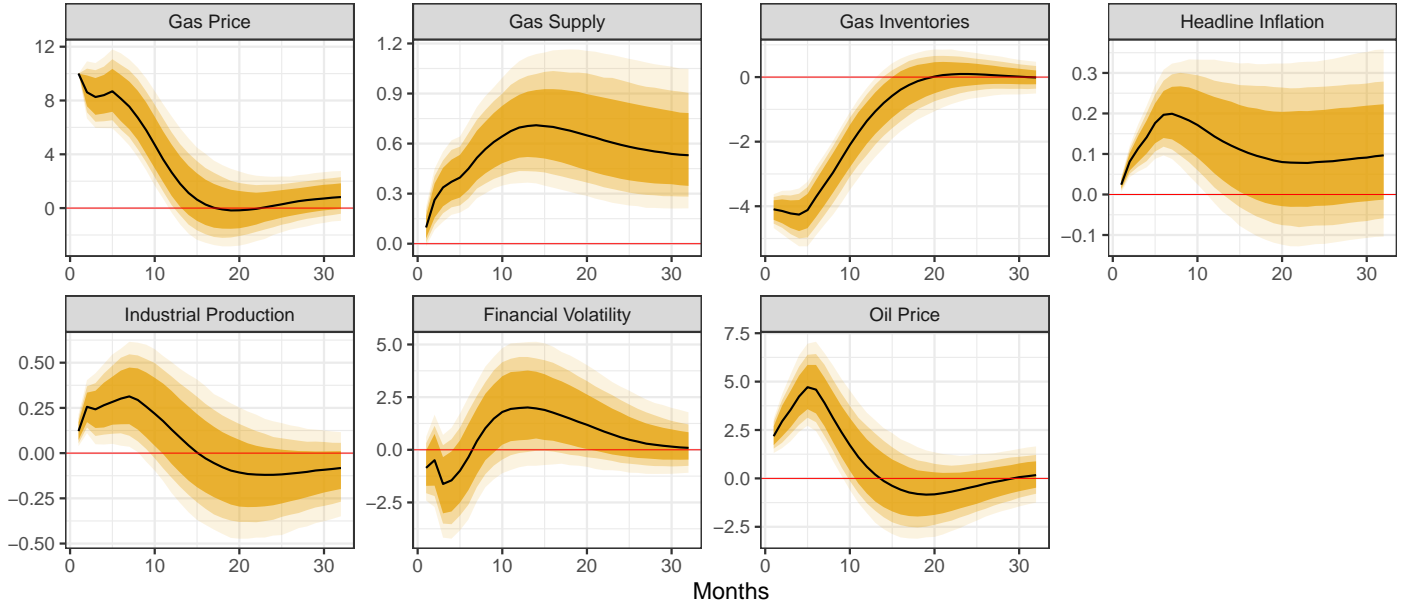 Gas Price
Gas Supply
Gas Inventories
Headline Inflation
12
8
4
0
0 10 20 30
1.2
0.9
0.6
0.3
0.0
0 10 20 30
0
−2
−4
0 10 20 30
0.3
0.2
0.1
0.0
−0.1
0 10 20 30
Industrial Production
Financial Volatility
Oil Price
0.50
0.25
0.00
−0.25
−0.50
0 10 20 30
5.0
2.5
0.0
−2.5
0 10 20 30
7.5
5.0
2.5
0.0
−2.5
0 10 20 30
Months